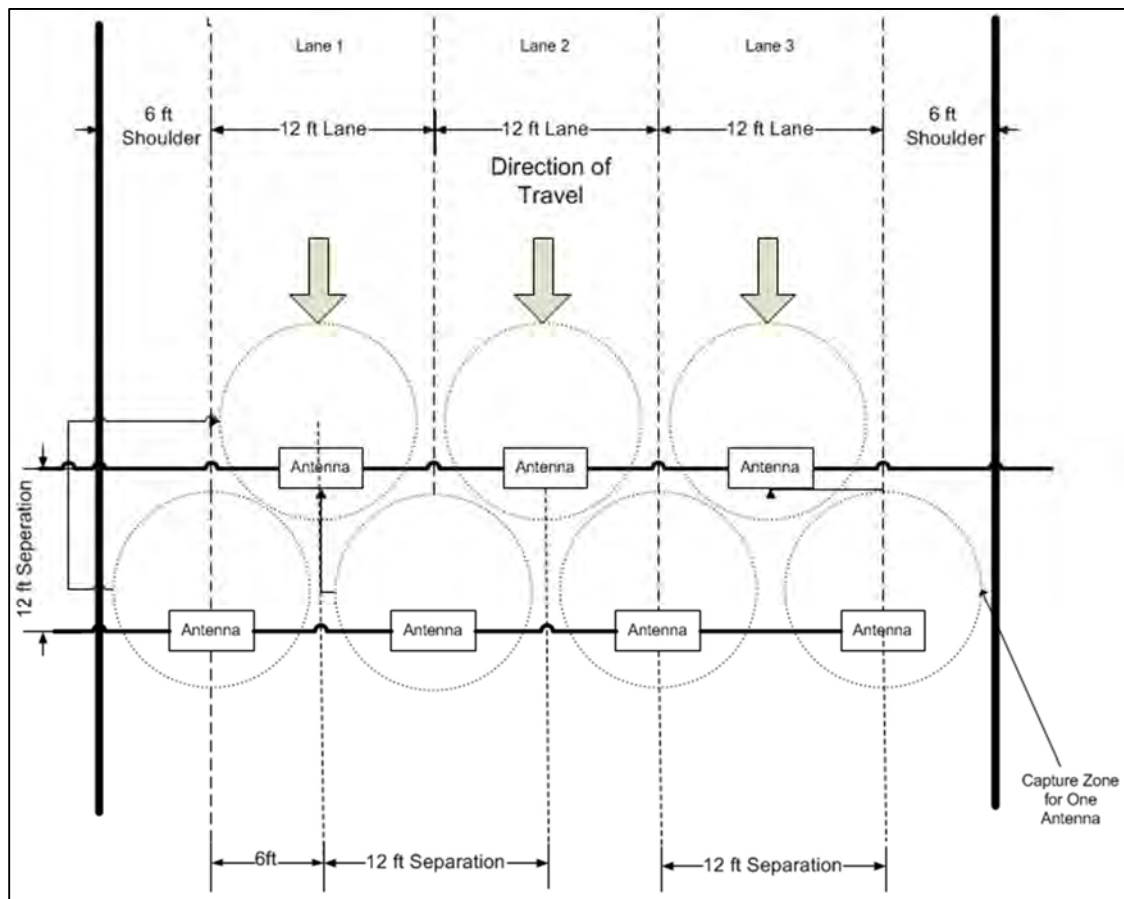 Lane 1
Lane 2
Lane 3
6 ft
Shoulder
12 ft Lane
12 ft Lane
12 ft Lane
6 ft
Shoulder
Direction of
Travel
Antenna
Antenna
Antenna
12 ft Seperation
Antenna
Antenna
Antenna
Antenna
Capture Zone
for One
Antenna
6ft
12 ft Separation
12 ft Separation